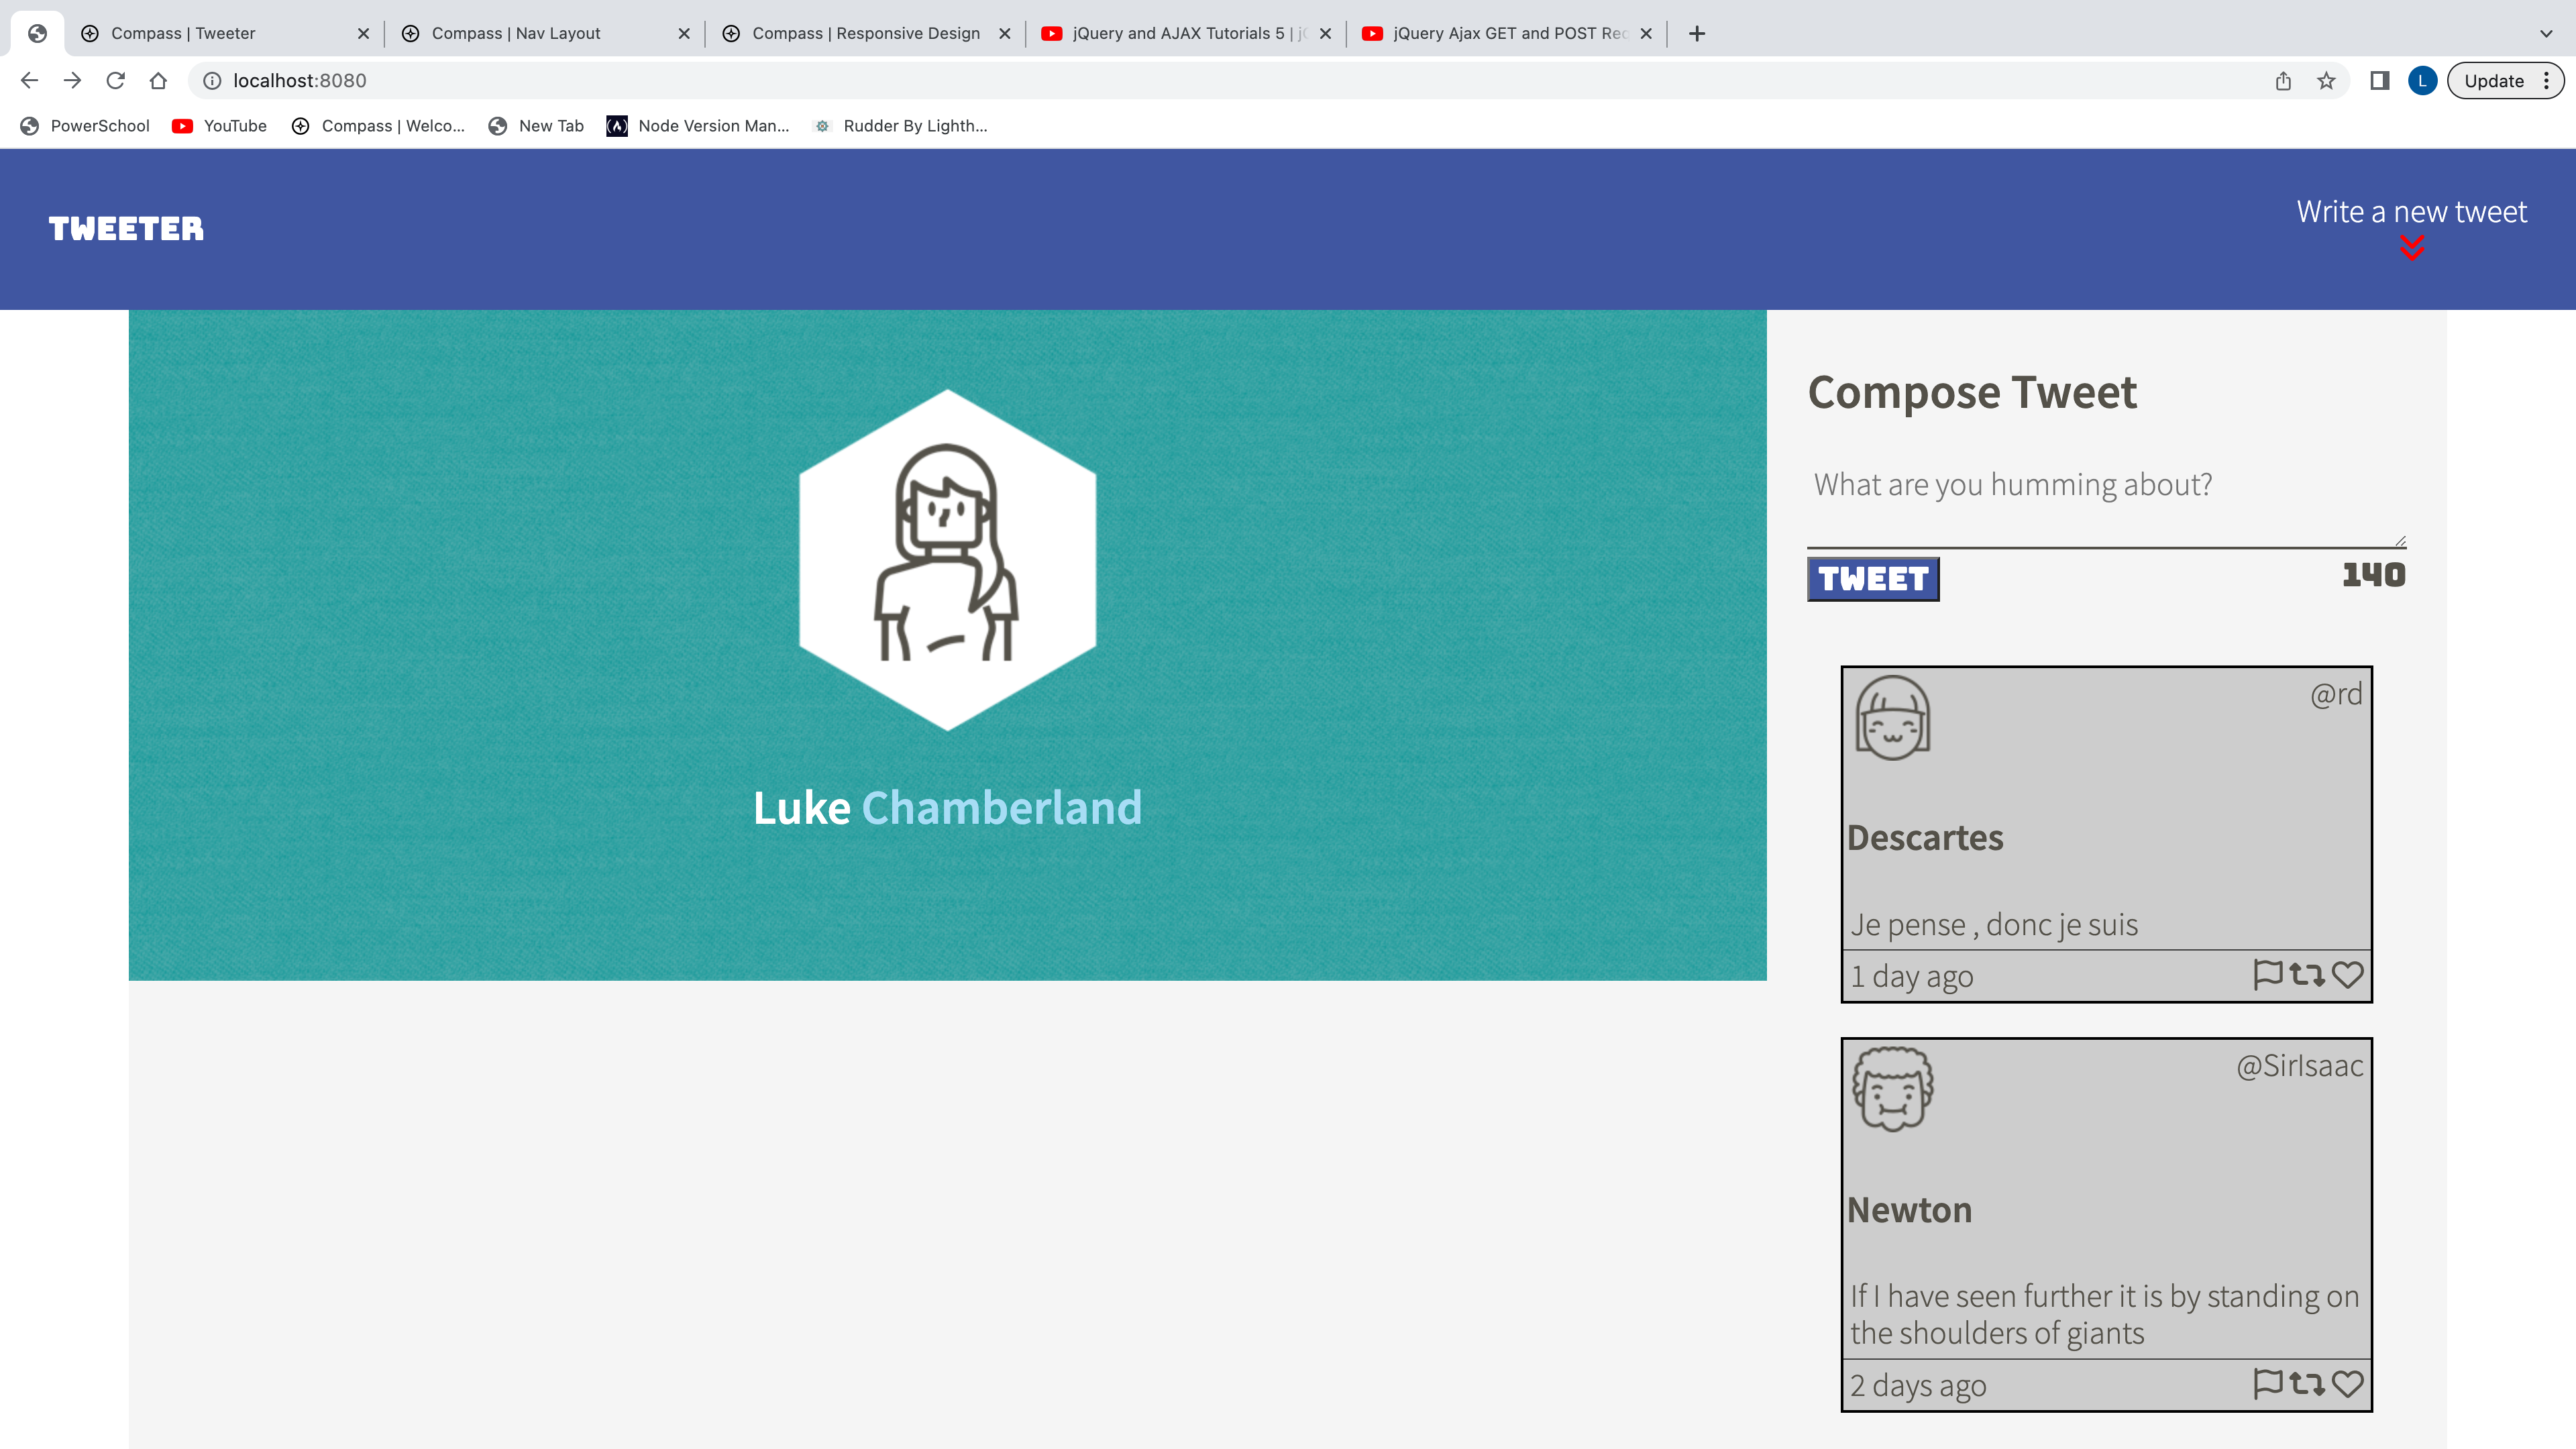 Compass | Tweeter
Compass | Nav Layout
Compass | Responsive Design
jQuery and AJAX Tutorials 5 |
jQuery Ajax GET and POST
localhost:8080
L
Update
PowerSchool
YouTube
Compass | Welco...
New Tab
Node Version Man...
Rudder By Lighth...
TWEETER
Write a new tweet
Luke Chamberland
Compose Tweet
What are you humming about?
TWEET
140
@rd
Descartes
Je pense , donc je suis
1 day ago
@SirIsaac
Newton
If I have seen further it is by standing on
the shoulders of giants
2 days ago